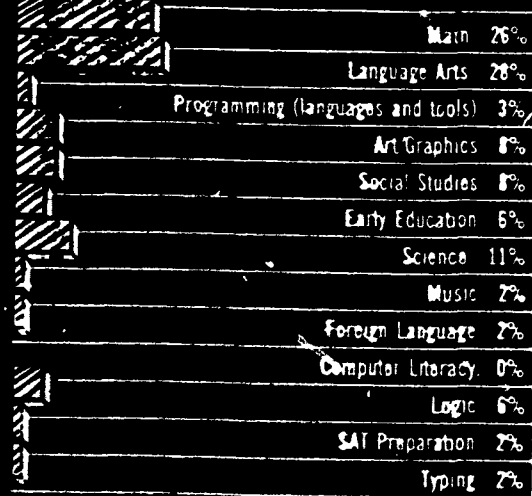 Math 26%
Language Arts 28%
Programming (languages and tools) 3%
Art/Graphics 8%
Social Studies 8%
Early Education 6%
Science 11%
Music 2%
Foreign Language 2%
Computer Literacy 0%
Logic 6%
SAT Preparation 2%
Typing 2%